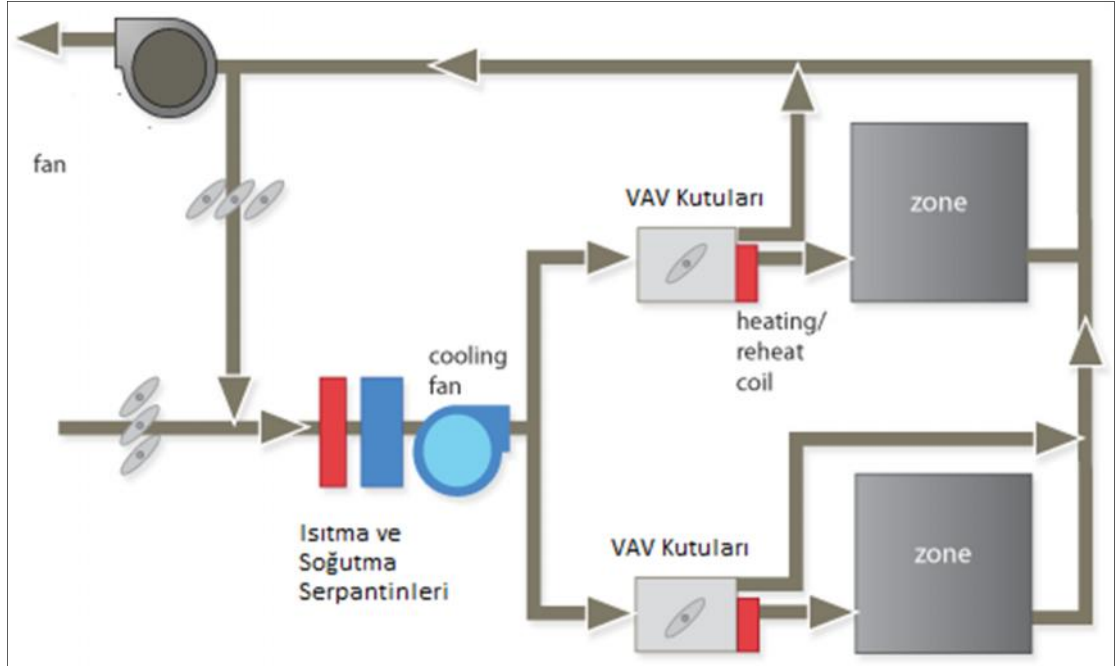 fan
VAV Kutuları
zone
heating/
reheat
coil
cooling
fan
Isıtma ve
Soğutma
Serpantinleri
VAV Kutuları
zone